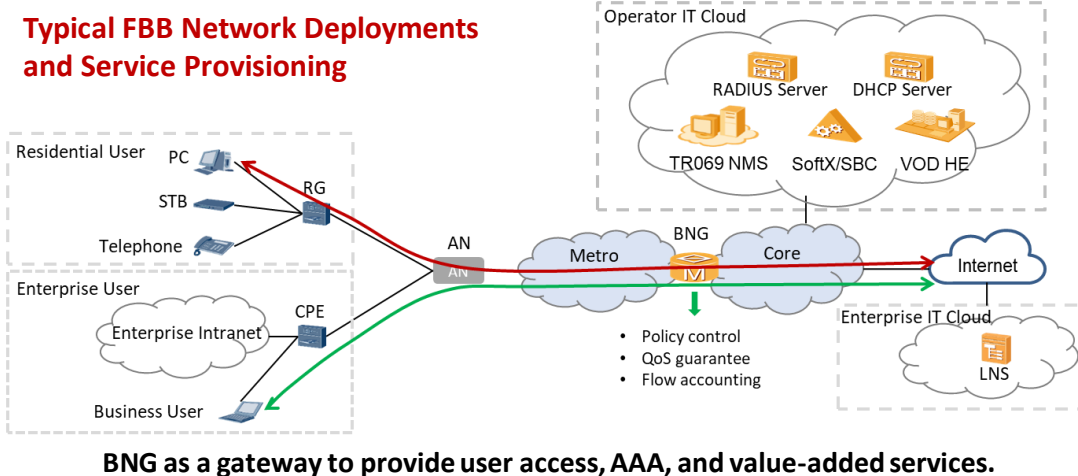 Typical FBB Network Deployments
and Service Provisioning
Operator IT Cloud
RADIUS Server
DHCP Server
TR069 NMS
SoftX/SBC
VOD HE
Residential User
PC
RG
STB
Telephone
AN
AN
Metro
BNG
Core
Internet
Enterprise User
CPE
Enterprise Intranet
Business User
• Policy control
• QoS guarantee
• Flow accounting
Enterprise IT Cloud
LNS
BNG as a gateway to provide user access, AAA, and value-added services.